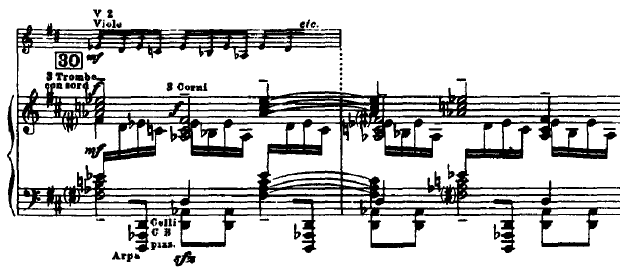 V 2
Viole
etc.
mf
30
3 Trombe
con sord.
f
3 Corni
f
mf
Celli
C B
pizz.
Arpa
sfz